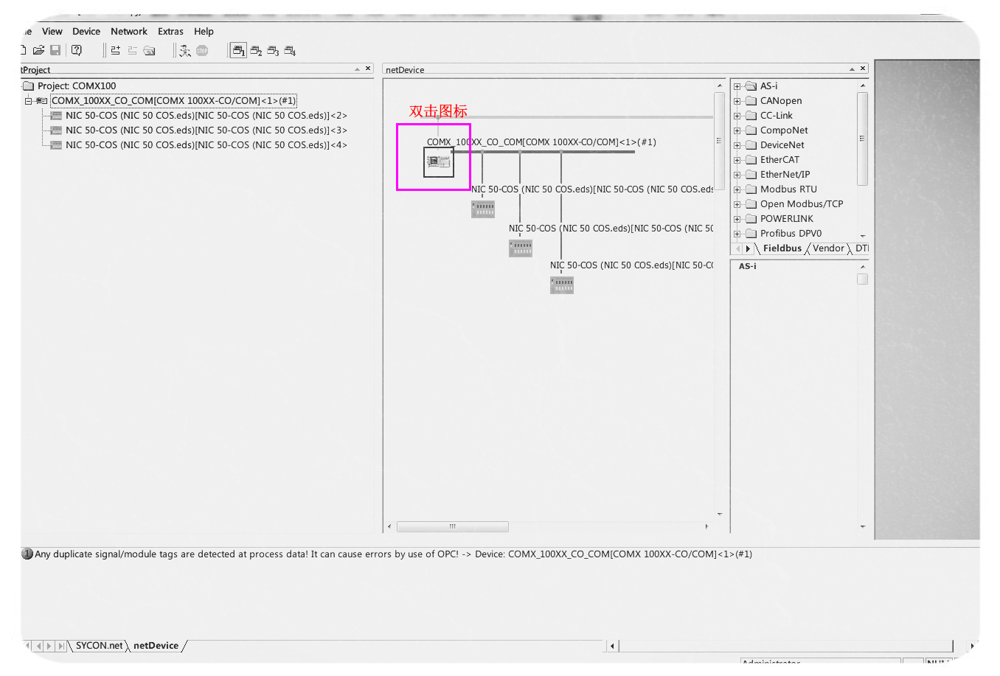 View Device Network Extras Help
tProject
Project: COMX100
COMX_100XX_CO_COM[COMX 100XX-CO/COM]<1>(#1)
NIC 50-COS (NIC 50 COS.eds)[NIC 50-COS (NIC 50 COS.eds)]<2>
NIC 50-COS (NIC 50 COS.eds)[NIC 50-COS (NIC 50 COS.eds)]<3>
NIC 50-COS (NIC 50 COS.eds)[NIC 50-COS (NIC 50 COS.eds)]<4>
netDevice
双击图标
COMX_100XX_CO_COM[COMX 100XX-CO/COM]<1>(#1)
NIC 50-COS (NIC 50 COS.eds)[NIC 50-COS (NIC 50 COS.eds
NIC 50-COS (NIC 50 COS.eds)[NIC 50-COS (NIC 50
NIC 50-COS (NIC 50 COS.eds)[NIC 50-CO
AS-i
CANopen
CC-Link
CompoNet
DeviceNet
EtherCAT
EtherNet/IP
Modbus RTU
Open Modbus/TCP
POWERLINK
Profibus DPV0
Fieldbus Vendor DT
AS-i
Any duplicate signal/module tags are detected at process data! It can cause errors by use of OPC! -> Device: COMX_100XX_CO_COM[COMX 100XX-CO/COM]<1>(#1)
SYCON.net netDevice
Administrator NUM